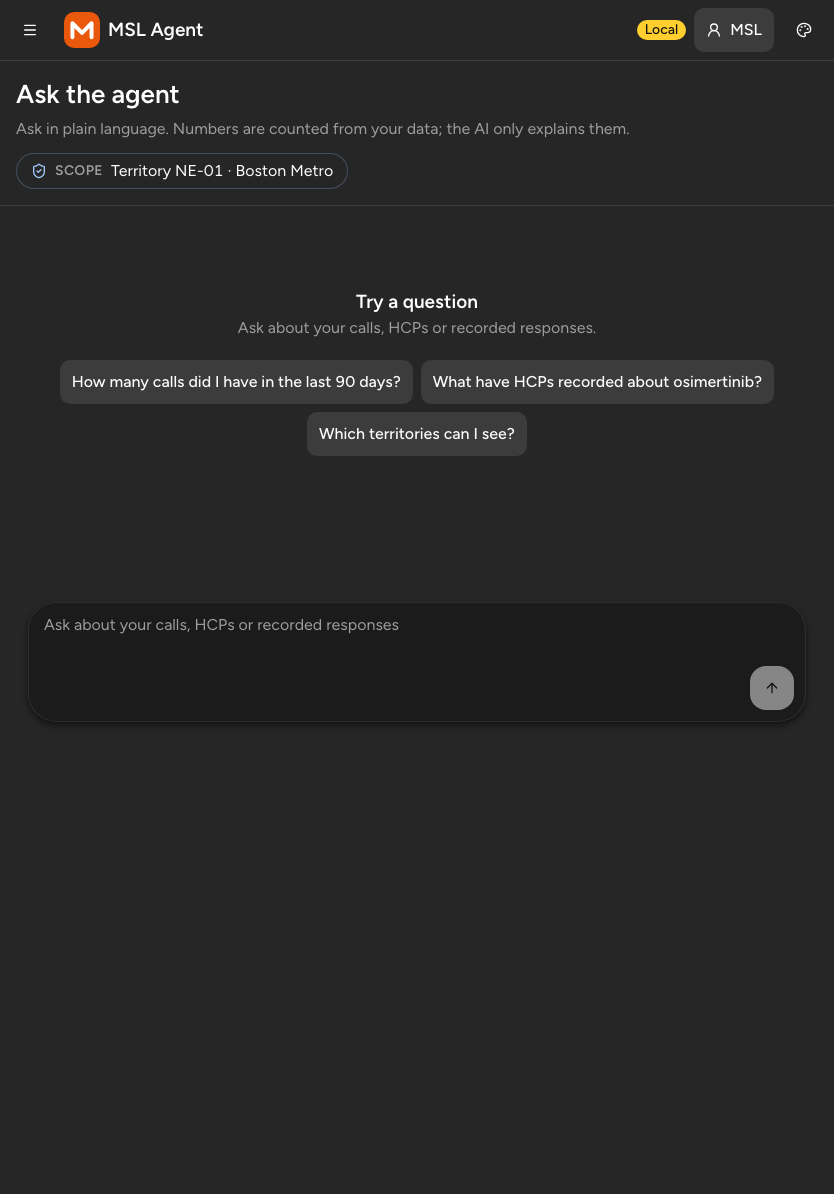 MSL Agent
Local
MSL
Ask the agent
Ask in plain language. Numbers are counted from your data; the AI only explains them.
SCOPE Territory NE-01 · Boston Metro
Try a question
Ask about your calls, HCPs or recorded responses.
How many calls did I have in the last 90 days?
What have HCPs recorded about osimertinib?
Which territories can I see?
Ask about your calls, HCPs or recorded responses